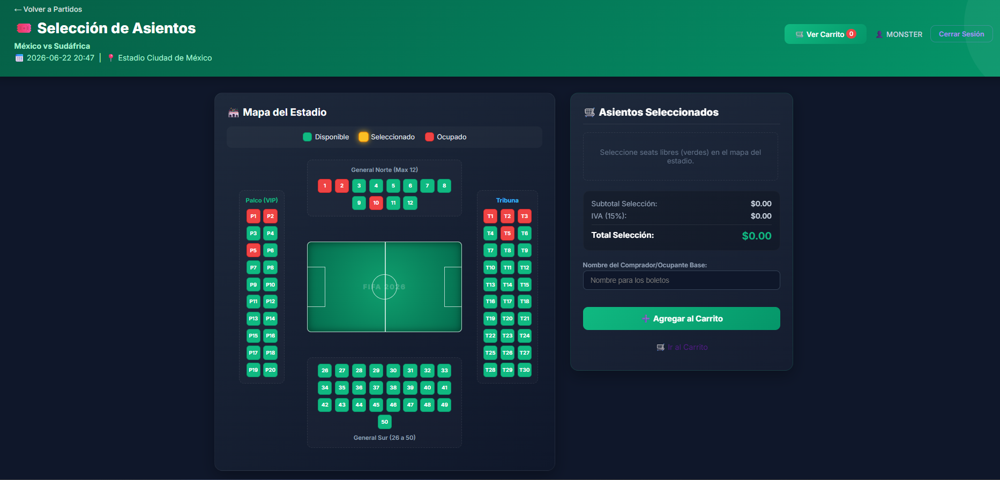 ← Volver a Partidos
Selección de Asientos
México vs Sudáfrica
2026-06-22 20:47 | Estadio Ciudad de México
Ver Carrito 0
MONSTER
Cerrar Sesión
Mapa del Estadio
Disponible
Seleccionado
Ocupado
General Norte (Max 12)
1 2 3 4 5 6 7 8
9 10 11 12
Palco (VIP)
P1 P2
P3 P4
P5 P6
P7 P8
P9 P10
P11 P12
P13 P14
P15 P16
P17 P18
P19 P20
FIFA 2026
Tribuna
T1 T2 T3
T4 T5 T6
T7 T8 T9
T10 T11 T12
T13 T14 T15
T16 T17 T18
T19 T20 T21
T22 T23 T24
T25 T26 T27
T28 T29 T30
26 27 28 29 30 31 32 33
34 35 36 37 38 39 40 41
42 43 44 45 46 47 48 49
50
General Sur (26 a 50)
Asientos Seleccionados
Seleccione seats libres (verdes) en el mapa del
estadio.
Subtotal Selección: $0.00
IVA (15%): $0.00
Total Selección: $0.00
Nombre del Comprador/Ocupante Base:
Nombre para los boletos
Agregar al Carrito
Ir al Carrito